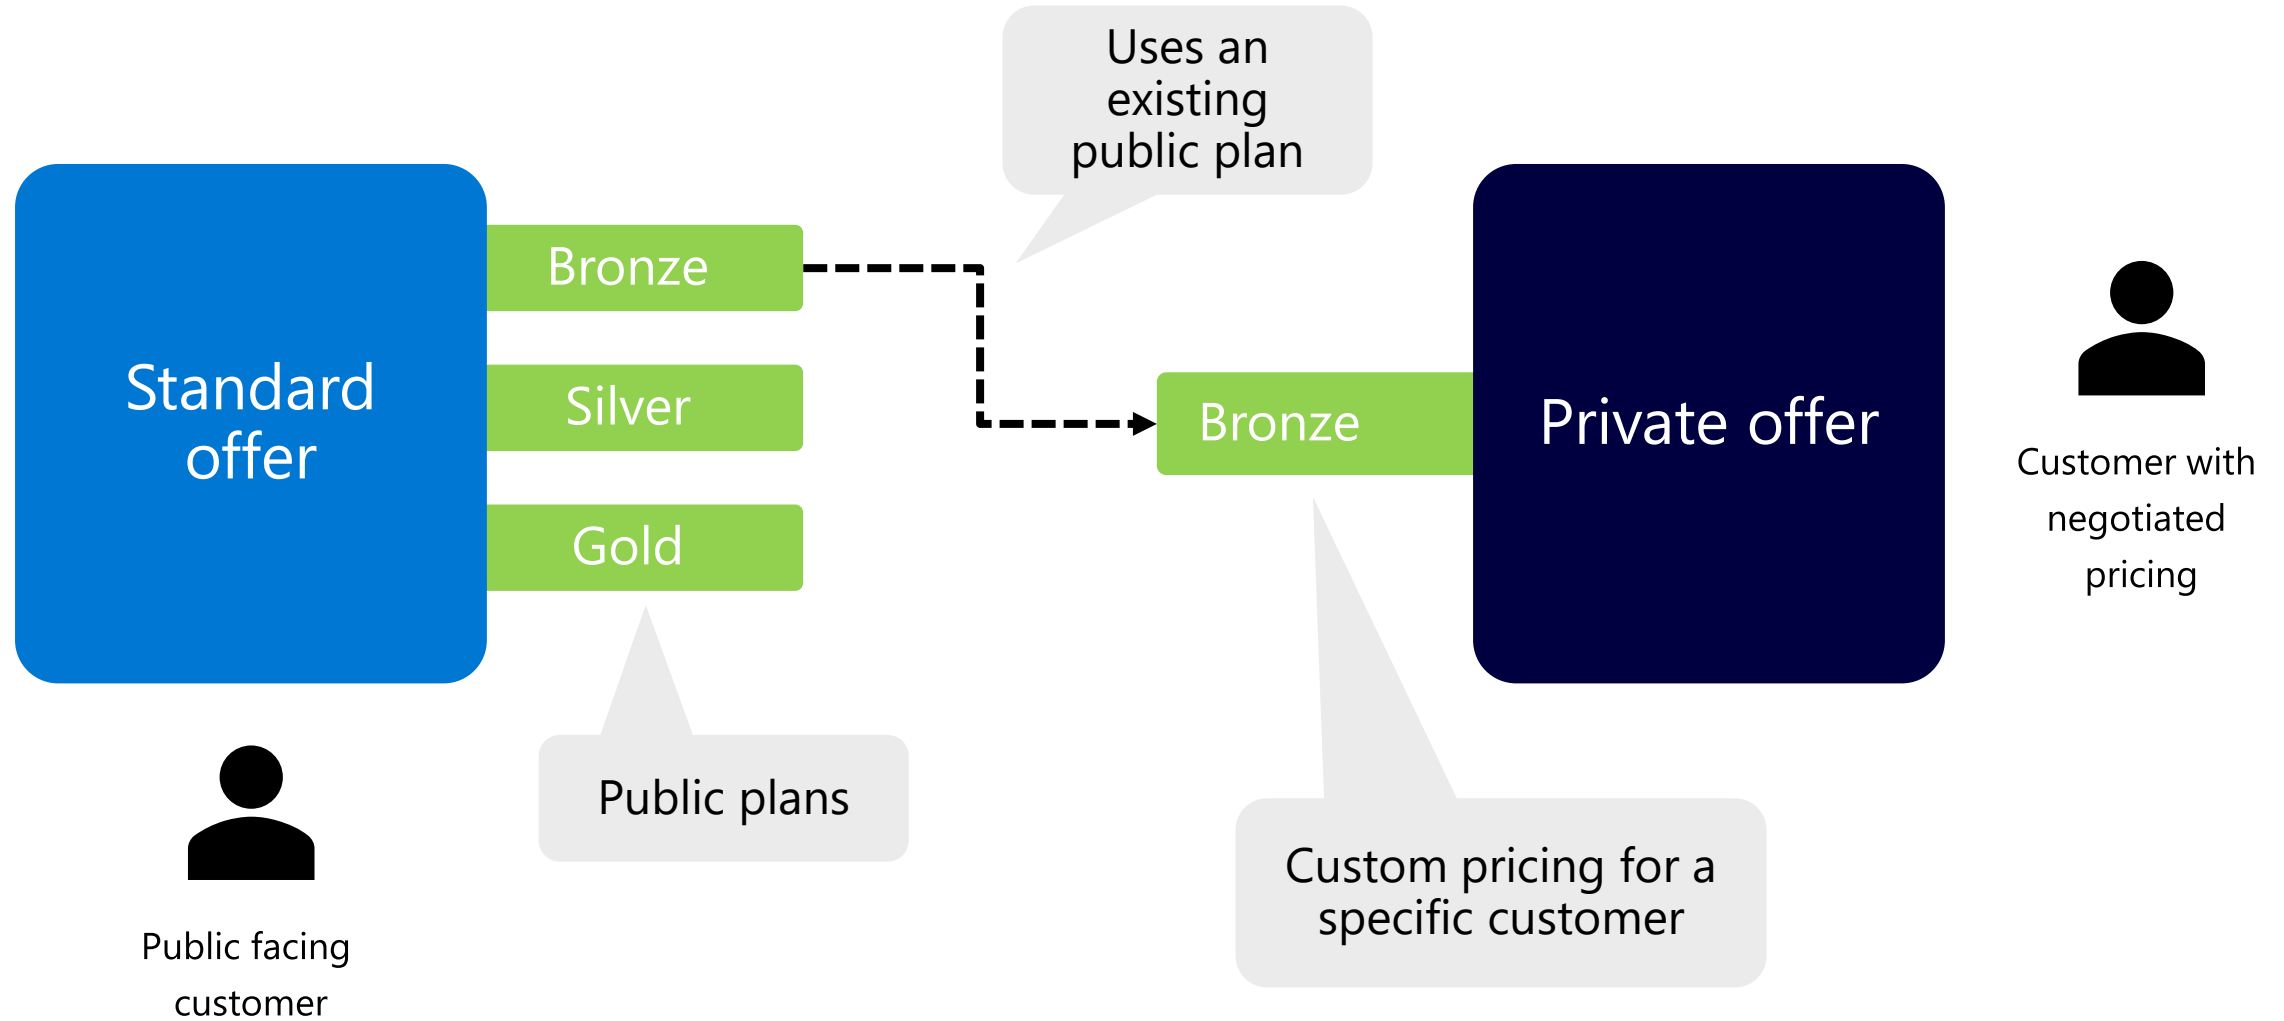 Uses an
existing
public plan
Bronze
Silver
Gold
Standard
offer
Bronze
Private offer
Customer with
negotiated
pricing
Public plans
Custom pricing for a
specific customer
Public facing
customer